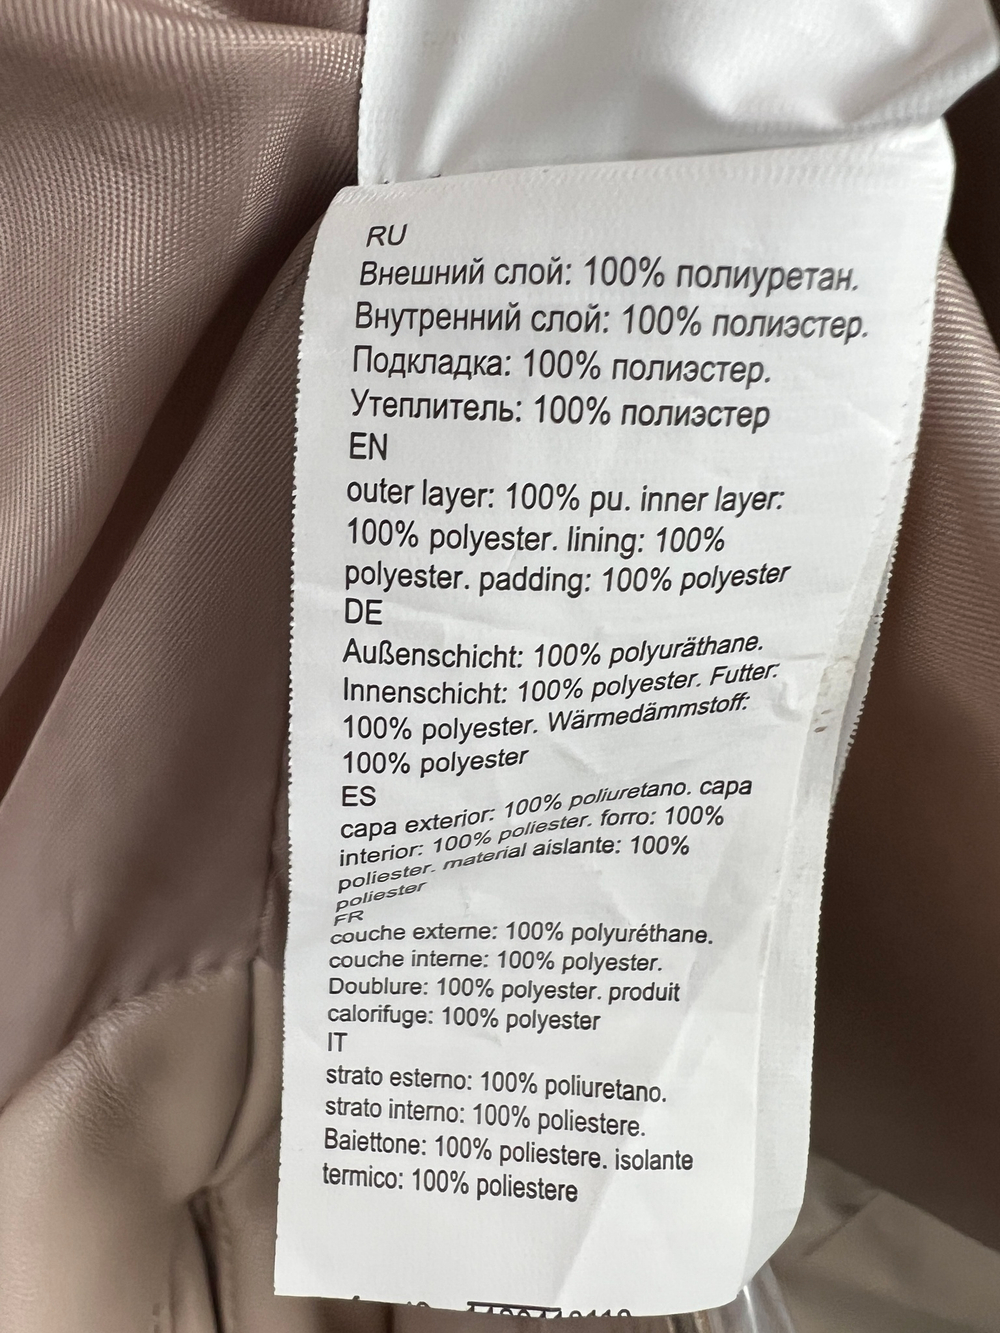 RU
Внешний слой: 100% полиуретан.
Внутренний слой: 100% полиэстер.
Подкладка: 100% полиэстер.
Утеплитель: 100% полиэстер
EN
outer layer: 100% pu. inner layer:
100% polyester. lining: 100%
polyester. padding: 100% polyester
DE
Außenschicht: 100% polyuräthane.
Innenschicht: 100% polyester. Futter:
100% polyester. Wärmedämmstoff:
100% polyester
ES
capa exterior: 100% poliuretano. capa
interior: 100% poliester. forro: 100%
poliester. material aislante: 100%
poliester
FR
couche externe: 100% polyuréthane.
couche interne: 100% polyester.
Doublure: 100% polyester. produit
calorifuge: 100% polyester
IT
strato esterno: 100% poliuretano.
strato interno: 100% poliestere.
Baiettone: 100% poliestere. isolante
termico: 100% poliestere